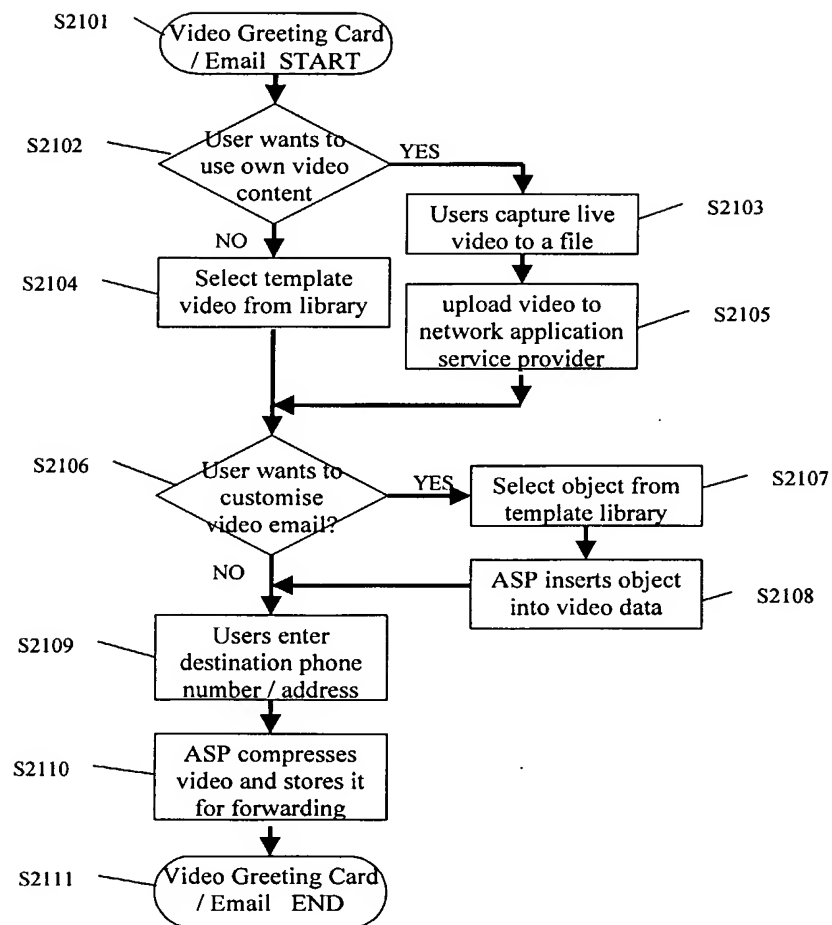 S2101
Video Greeting Card
/ Email START
S2102
User wants to
use own video
content
YES
NO
Users capture live
video to a file
S2103
S2104
Select template
video from library
upload video to
network application
service provider
S2105
S2106
User wants to
customise
video email?
YES
NO
Select object from
template library
S2107
ASP inserts object
into video data
S2108
S2109
Users enter
destination phone
number / address
S2110
ASP compresses
video and stores it
for forwarding
S2111
Video Greeting Card
/ Email END